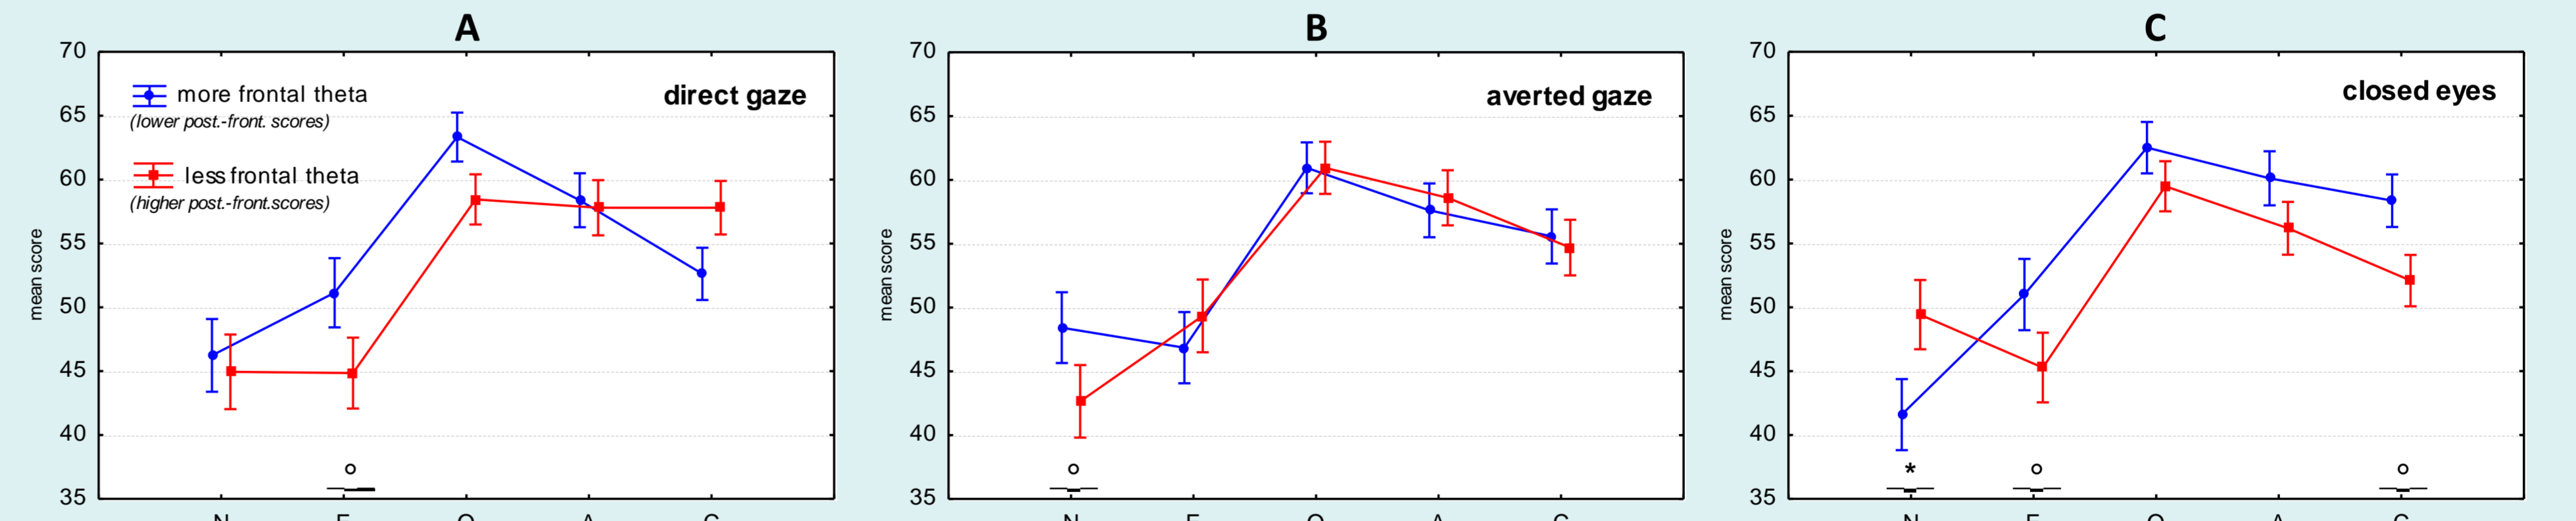 A
B
C
70
65
60
55
50
45
40
35
mean score
more frontal theta
(lower post.-front. scores)
less frontal theta
(higher post.-front.scores)
direct gaze
°
70
65
60
55
50
45
40
35
mean score
averted gaze
°
70
65
60
55
50
45
40
35
mean score
closed eyes
* ° °